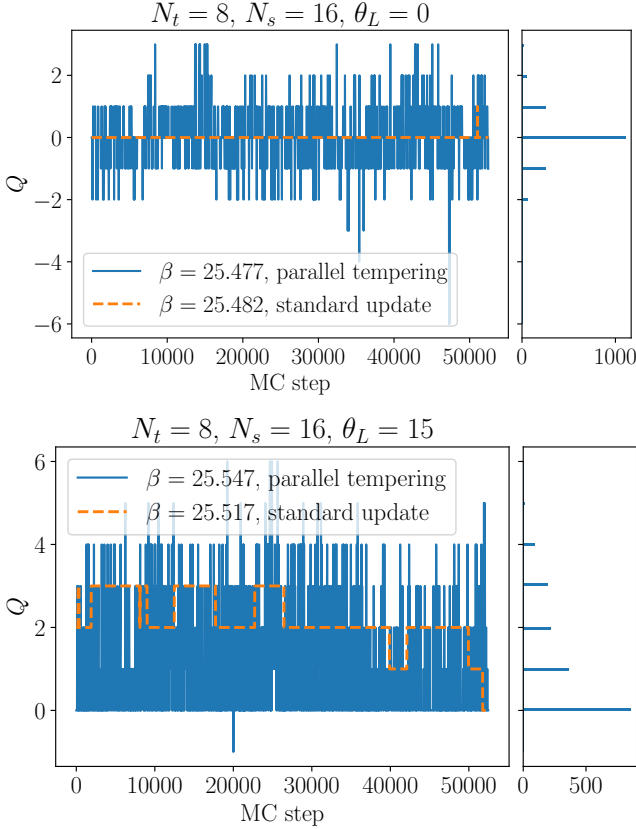 N_t = 8, N_s = 16, θ_L = 0
2
0
−2
−4
−6
Q
β = 25.477, parallel tempering
β = 25.482, standard update
0 10000 20000 30000 40000 50000
MC step
0 1000
N_t = 8, N_s = 16, θ_L = 15
6
4
2
0
Q
β = 25.547, parallel tempering
β = 25.517, standard update
0 10000 20000 30000 40000 50000
MC step
0 500